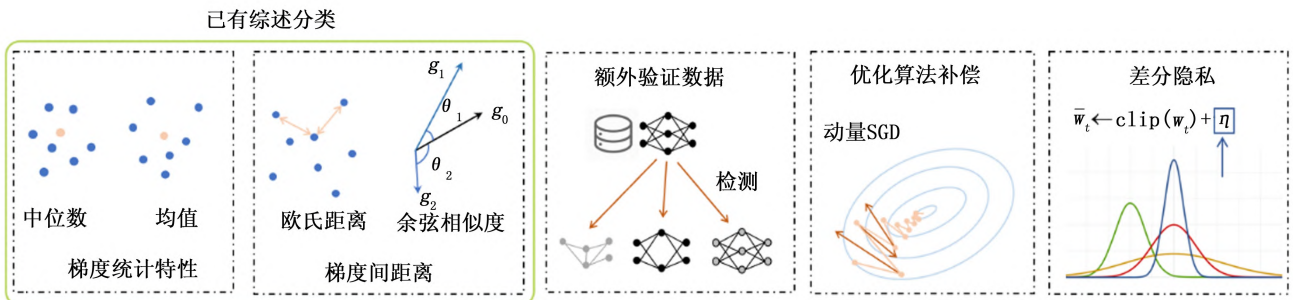 已有综述分类
中位数
均值
梯度统计特性
g₁
θ₁
g₀
θ₂
g₂
欧氏距离
余弦相似度
梯度间距离
额外验证数据
检测
优化算法补偿
动量SGD
差分隐私
w̄ₜ←clip(wₜ)+η